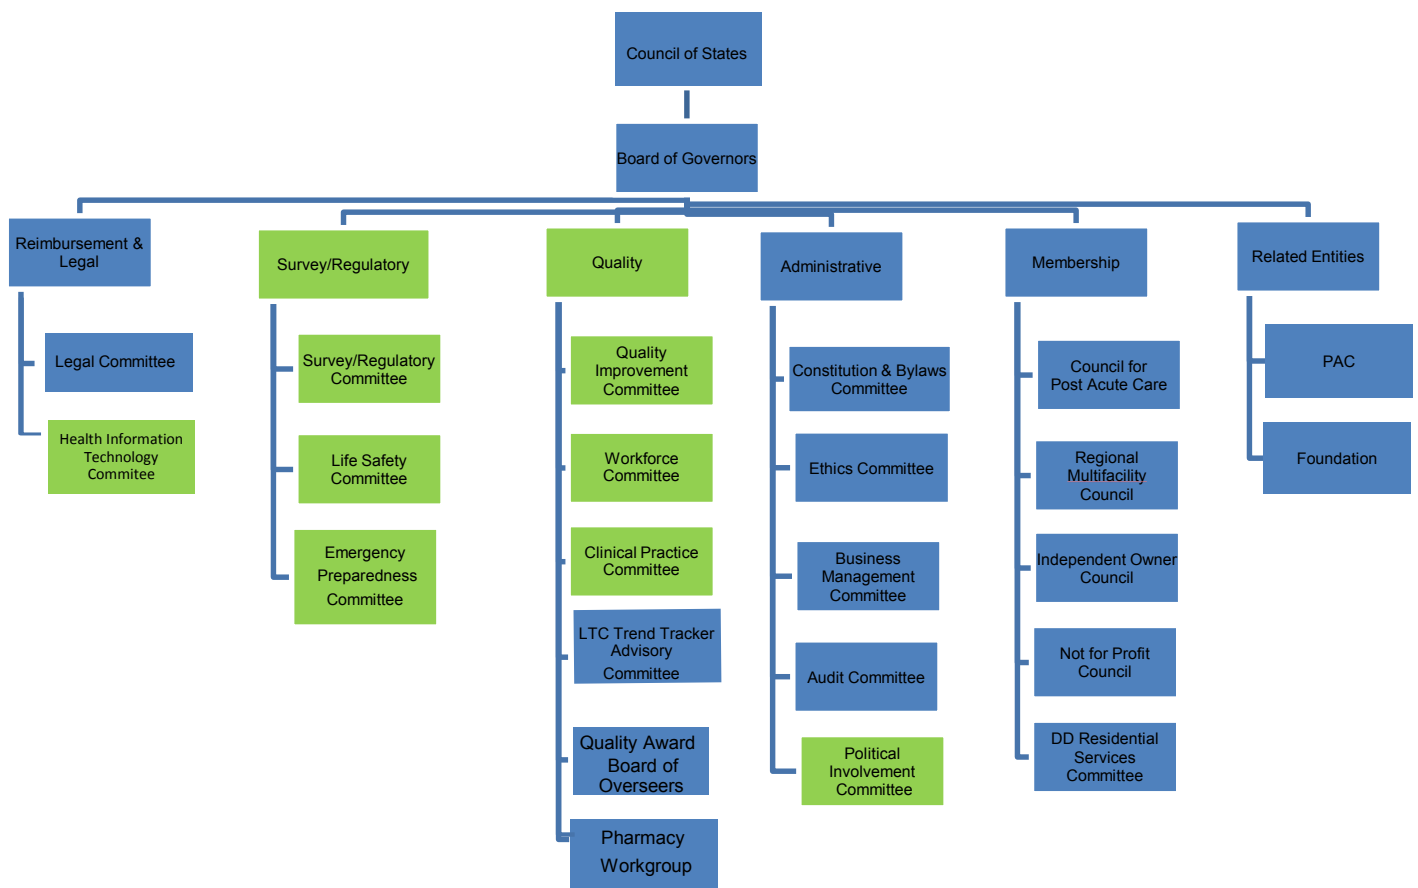 Council of States
Board of Governors
Reimbursement &
Legal
Survey/Regulatory
Quality
Administrative
Membership
Related Entities
Legal Committee
Health Information
Technology
Commitee
Survey/Regulatory
Committee
Life Safety
Committee
Emergency
Preparedness
Committee
Quality
Improvement
Committee
Workforce
Committee
Clinical Practice
Committee
LTC Trend Tracker
Advisory
Committee
Quality Award
Board of
Overseers
Pharmacy
Workgroup
Constitution & Bylaws
Committee
Ethics Committee
Business
Management
Committee
Audit Committee
Political
Involvement
Committee
Council for
Post Acute Care
Regional
Multifacility
Council
Independent Owner
Council
Not for Profit
Council
DD Residential
Services
Committee
PAC
Foundation